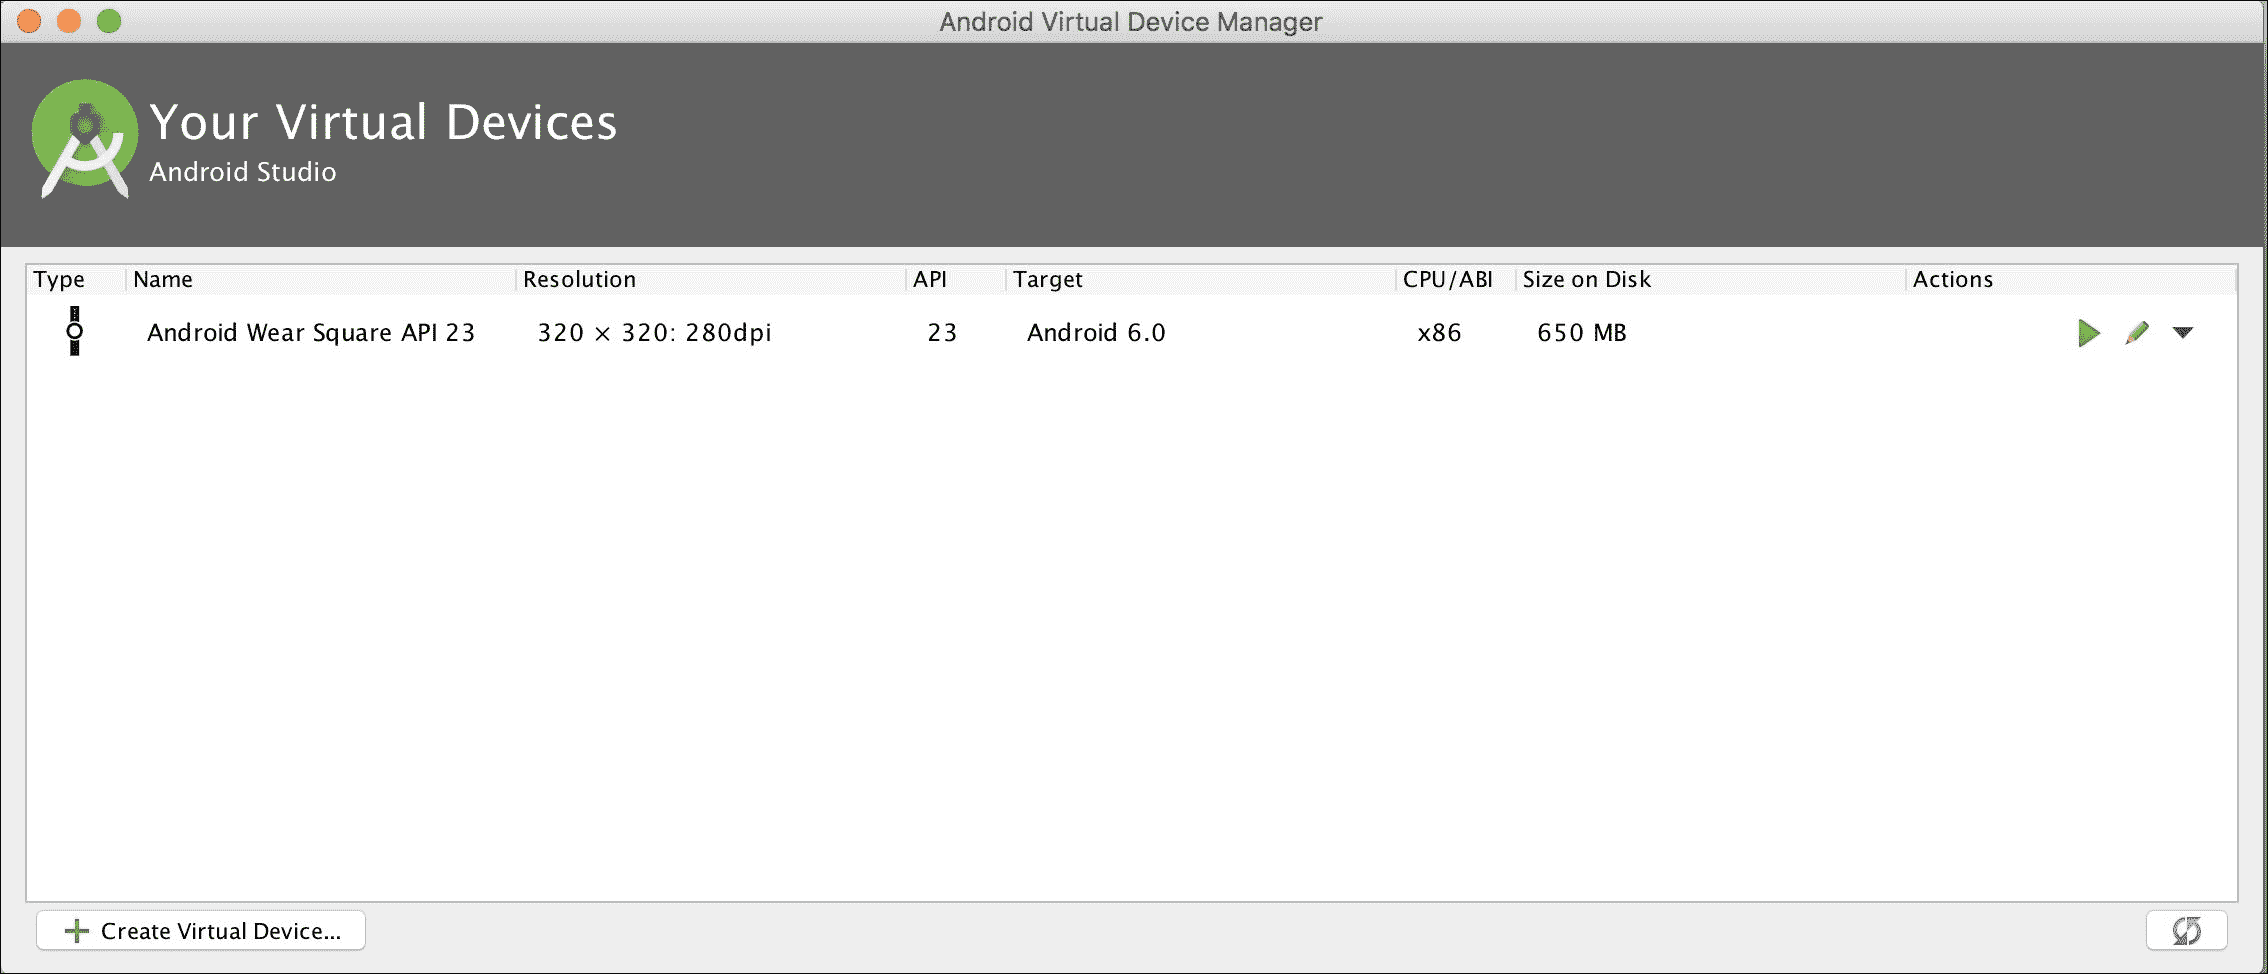 Android Virtual Device Manager
Your Virtual Devices
Android Studio
Type Name Resolution API Target CPU/ABI Size on Disk Actions
Android Wear Square API 23 320 × 320: 280dpi 23 Android 6.0 x86 650 MB
Create Virtual Device...